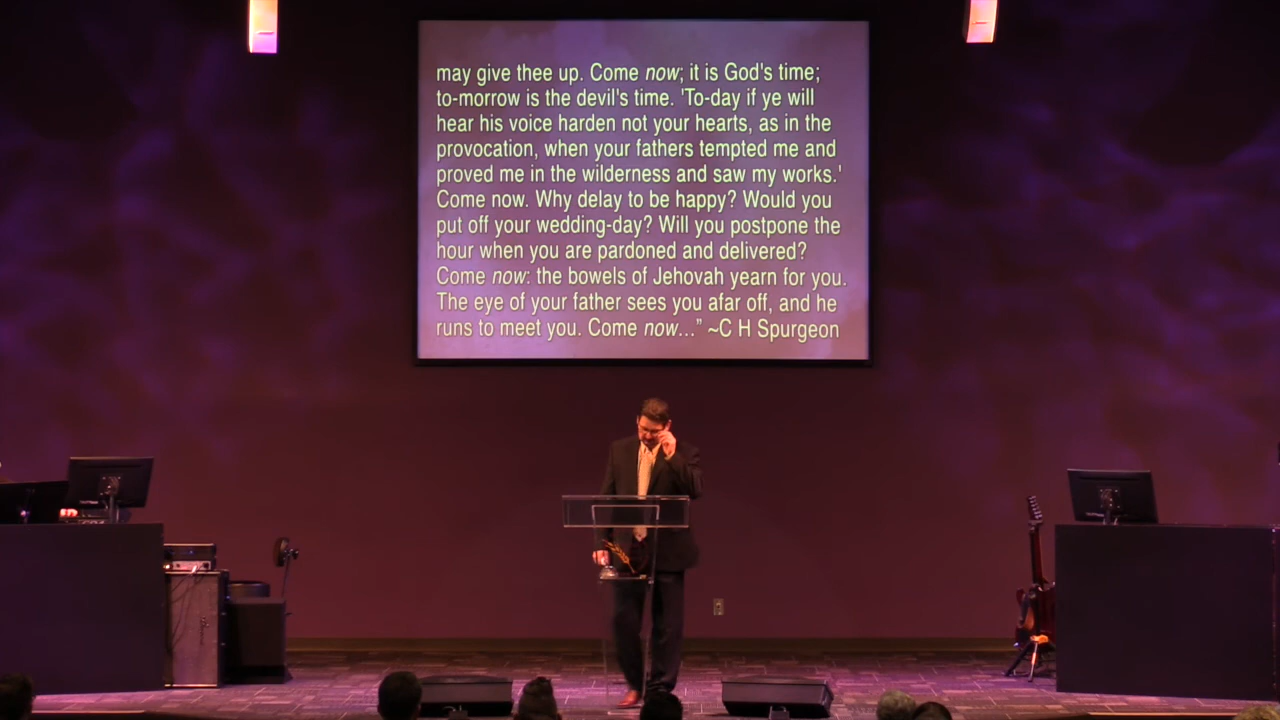 may give thee up. Come now; it is God's time;
to-morrow is the devil's time. 'To-day if ye will
hear his voice harden not your hearts, as in the
provocation, when your fathers tempted me and
proved me in the wilderness and saw my works.'
Come now. Why delay to be happy? Would you
put off your wedding-day? Will you postpone the
hour when you are pardoned and delivered?
Come now: the bowels of Jehovah yearn for you.
The eye of your father sees you afar off, and he
runs to meet you. Come now…" ~C H Spurgeon